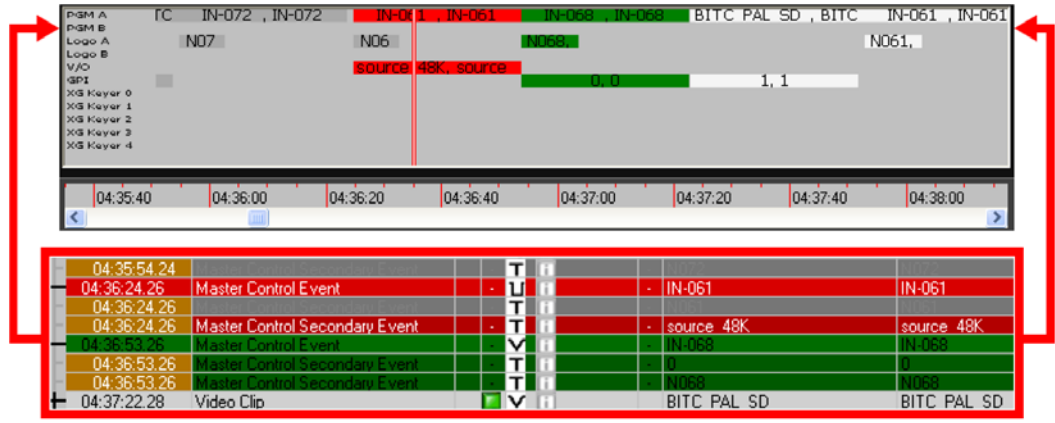 PGM A TC IN-072 , IN-072 IN-061 , IN-061 IN-068 , IN-068 BITC PAL SD , BITC IN-061 , IN-061
PGM B
Logo A N07 N06 N068, N061,
Logo B
V/O source 48K, source
GPI 0, 0 1, 1
XG Keyer 0
XG Keyer 1
XG Keyer 2
XG Keyer 3
XG Keyer 4
04:35:40 04:36:00 04:36:20 04:36:40 04:37:00 04:37:20 04:37:40 04:38:00
04:35:54.24 Master Control Secondary Event T i N072 N072
04:36:24.26 Master Control Event - U i - IN-061 IN-061
04:36:24.26 Master Control Secondary Event T i N061 N061
04:36:24.26 Master Control Secondary Event - T i - source 48K source 48K
04:36:53.26 Master Control Event - V i - IN-068 IN-068
04:36:53.26 Master Control Secondary Event - T i - 0 0
04:36:53.26 Master Control Secondary Event - T i - N068 N068
04:37:22.28 Video Clip V i BITC PAL SD BITC PAL SD